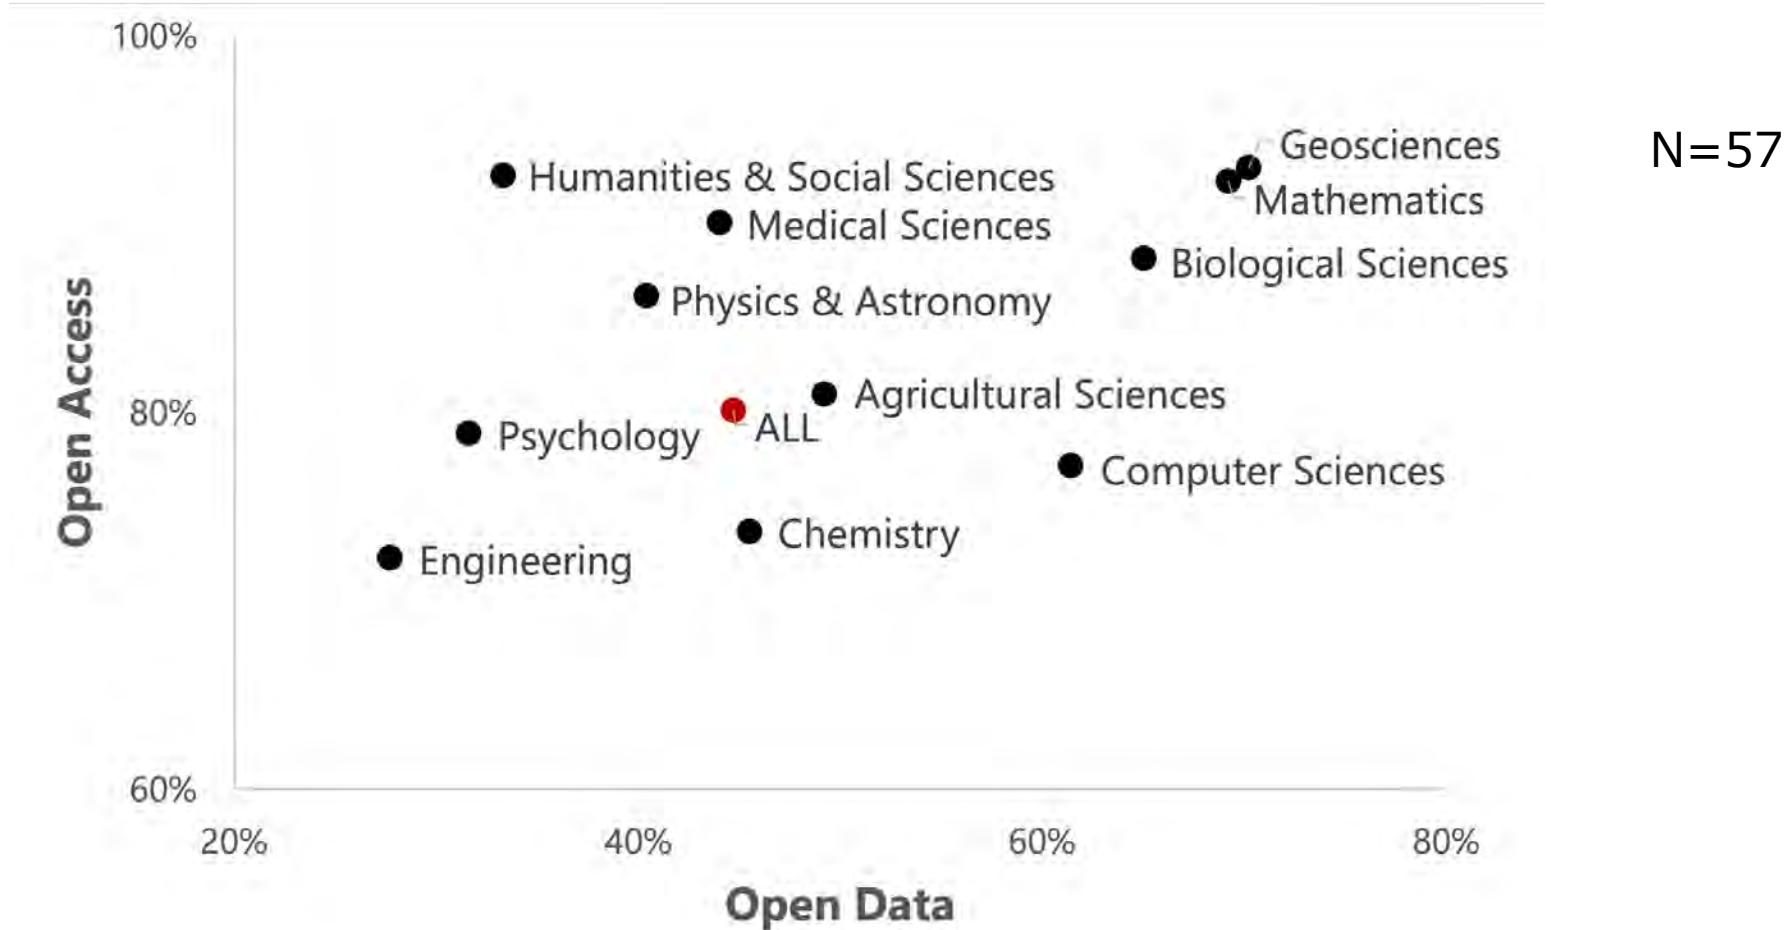 100%
Geosciences
N=57
Humanities & Social Sciences
Mathematics
Medical Sciences
Biological Sciences
Physics & Astronomy
Open Access
80%
Agricultural Sciences
ALL
Psychology
Computer Sciences
Chemistry
Engineering
60%
20%
40%
60%
80%
Open Data